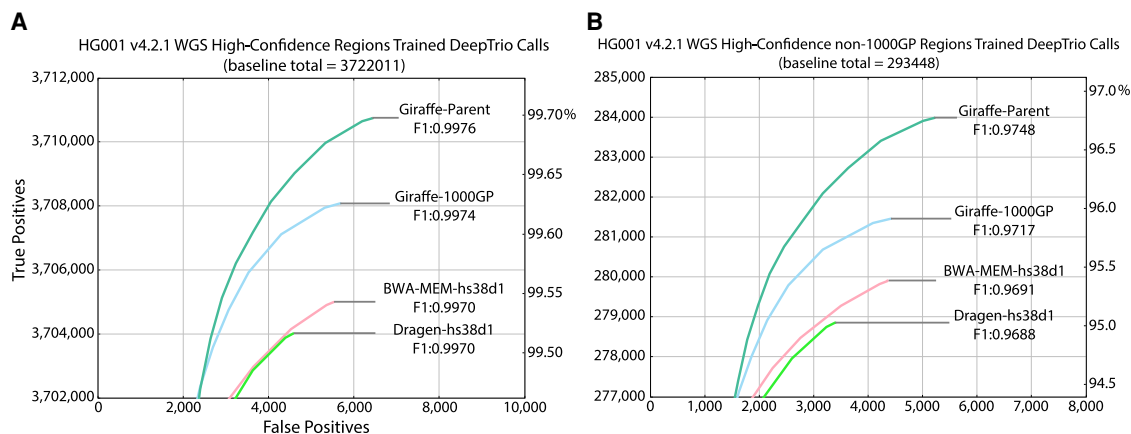 A
HG001 v4.2.1 WGS High-Confidence Regions Trained DeepTrio Calls
(baseline total = 3722011)
3,712,000
3,710,000
3,708,000
3,706,000
3,704,000
3,702,000
True Positives
0
2,000
4,000
6,000
8,000
10,000
False Positives
99.70%
99.65
99.60
99.55
99.50
Giraffe-Parent
F1:0.9976
Giraffe-1000GP
F1:0.9974
BWA-MEM-hs38d1
F1:0.9970
Dragen-hs38d1
F1:0.9970
B
HG001 v4.2.1 WGS High-Confidence non-1000GP Regions Trained DeepTrio Calls
(baseline total = 293448)
285,000
284,000
283,000
282,000
281,000
280,000
279,000
278,000
277,000
0
1,000
2,000
3,000
4,000
5,000
6,000
7,000
8,000
97.0%
96.5
96.0
95.5
95.0
94.5
Giraffe-Parent
F1:0.9748
Giraffe-1000GP
F1:0.9717
BWA-MEM-hs38d1
F1:0.9691
Dragen-hs38d1
F1:0.9688